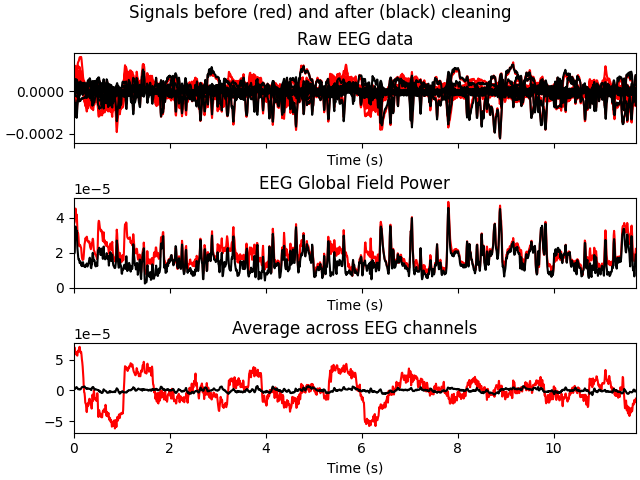 Signals before (red) and after (black) cleaning
Raw EEG data
0.0000
−0.0002
Time (s)
EEG Global Field Power
1e−5
4
2
0
Time (s)
Average across EEG channels
1e−5
5
0
−5
0 2 4 6 8 10
Time (s)